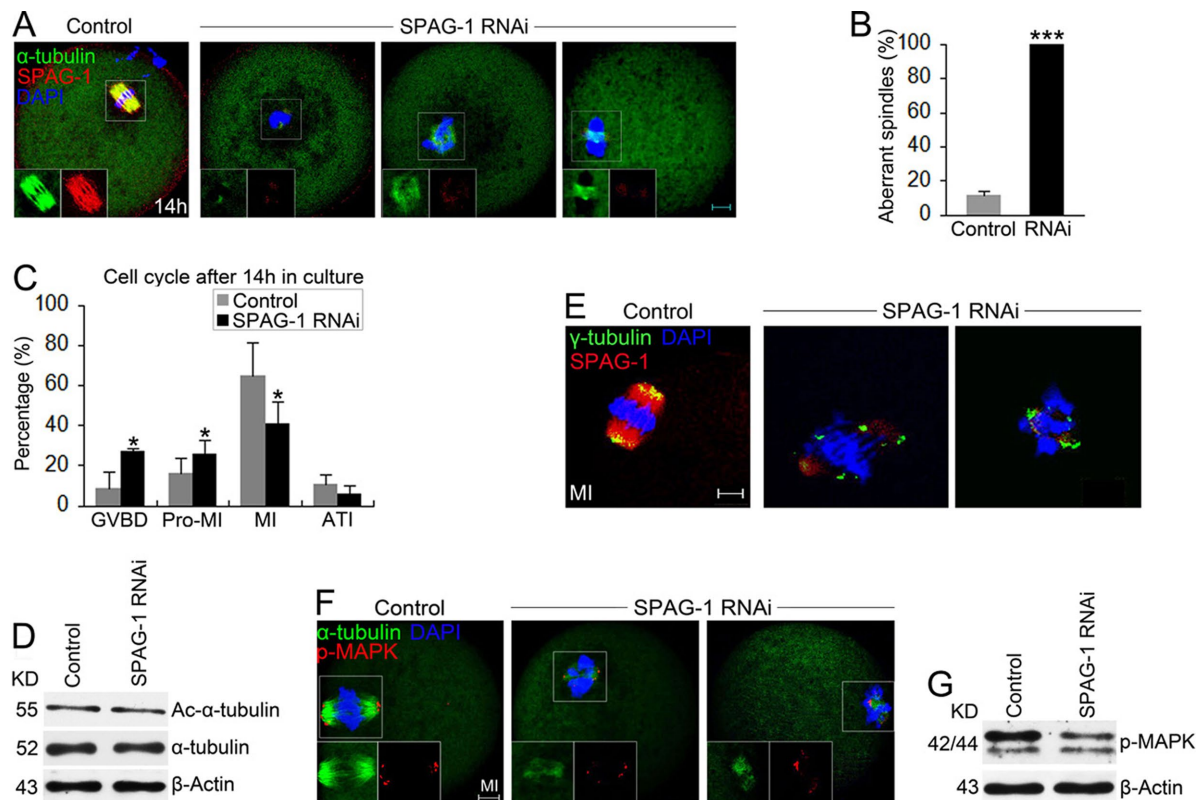 A
Control
SPAG-1 RNAi
α-tubulin
SPAG-1
DAPI
14h
B
Aberrant spindles (%)
100
80
60
40
20
0
***
Control RNAi
C
Cell cycle after 14h in culture
Control
SPAG-1 RNAi
Percentage (%)
100
80
60
40
20
0
*
*
*
GVBD Pro-MI MI ATI
D
Control
SPAG-1 RNAi
KD
55 Ac-α-tubulin
52 α-tubulin
43 β-Actin
E
Control
SPAG-1 RNAi
γ-tubulin DAPI
SPAG-1
MI
F
Control
SPAG-1 RNAi
α-tubulin DAPI
p-MAPK
MI
G
Control
SPAG-1 RNAi
KD
42/44 p-MAPK
43 β-Actin